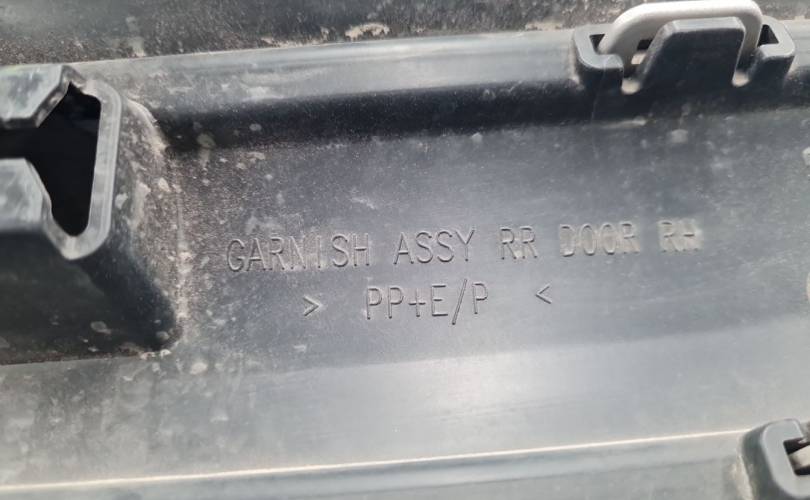 GARNISH ASSY RR DOOR RH
> PP+E/P <